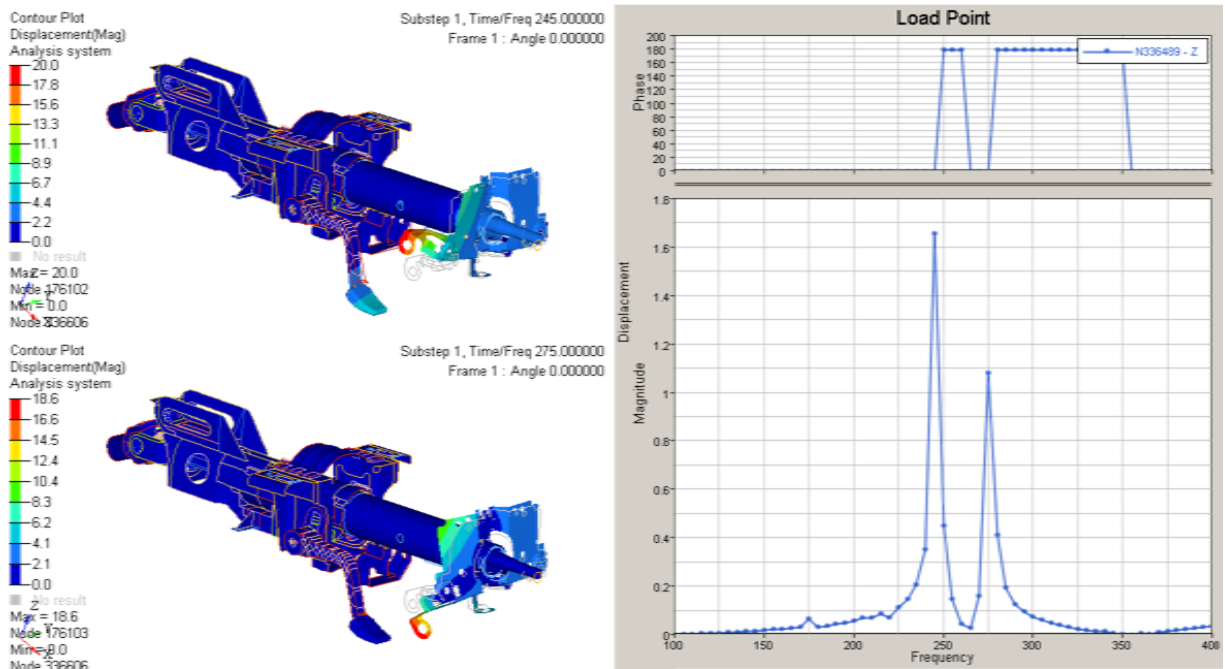 Contour Plot
Displacement(Mag)
Analysis system
Substep 1, Time/Freq 245.000000
Frame 1 : Angle 0.000000
20.0
17.8
15.6
13.3
11.1
8.9
6.7
4.4
2.2
0.0
No result
Max = 20.0
Node 176102
Min = 0.0
Node 336606
Z
Y
X
Contour Plot
Displacement(Mag)
Analysis system
Substep 1, Time/Freq 275.000000
Frame 1 : Angle 0.000000
18.6
16.6
14.5
12.4
10.4
8.3
6.2
4.1
2.1
0.0
No result
Max = 18.6
Node 176103
Min = 0.0
Node 336606
Z
Y
X
Load Point
N336489 - Z
Phase
200
180
160
140
120
100
80
60
40
20
0
Displacement
Magnitude
1.8
1.6
1.4
1.2
1
0.8
0.6
0.4
0.2
0
100
150
200
250
300
350
400
Frequency